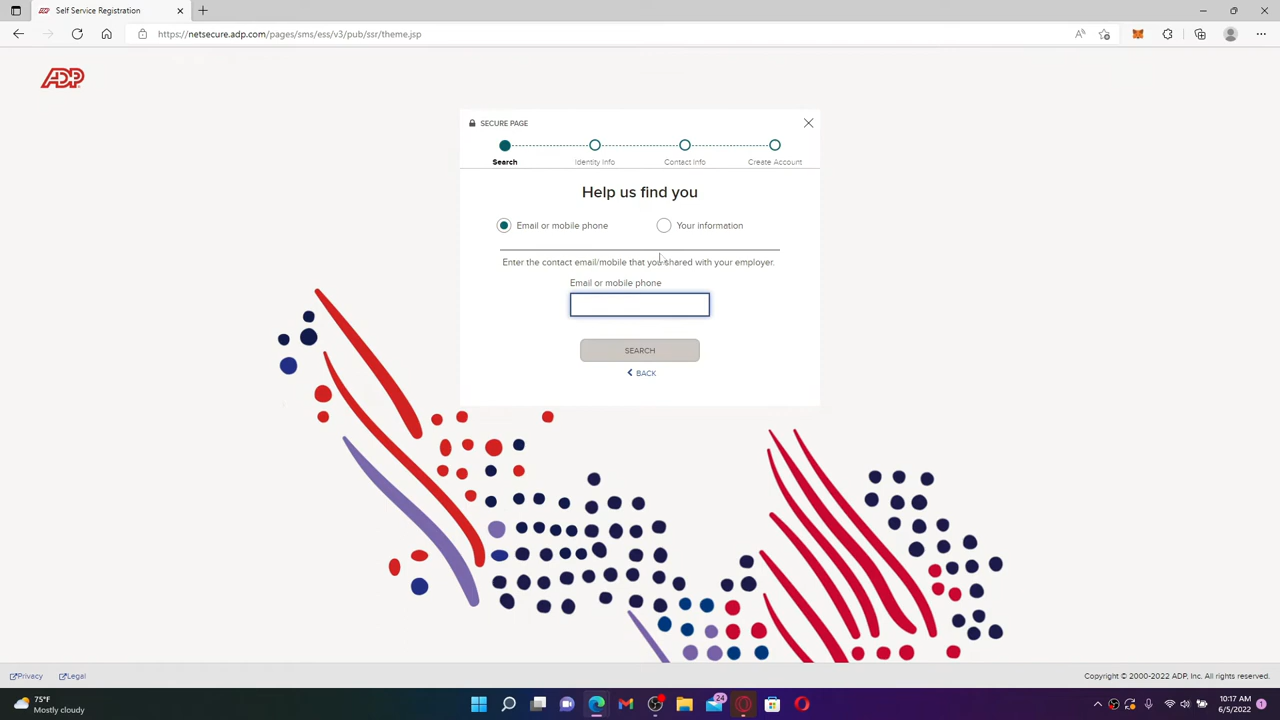 Self Service Registration
https://netsecure.adp.com/pages/sms/ess/v3/pub/ssr/theme.jsp
ADP
SECURE PAGE
Search
Identity Info
Contact Info
Create Account
Help us find you
Email or mobile phone
Your information
Enter the contact email/mobile that you shared with your employer.
Email or mobile phone
SEARCH
BACK
Privacy
Legal
Copyright © 2000-2022 ADP, Inc. All rights reserved.
75°F
Mostly cloudy
24
10:17 AM
6/5/2022
1